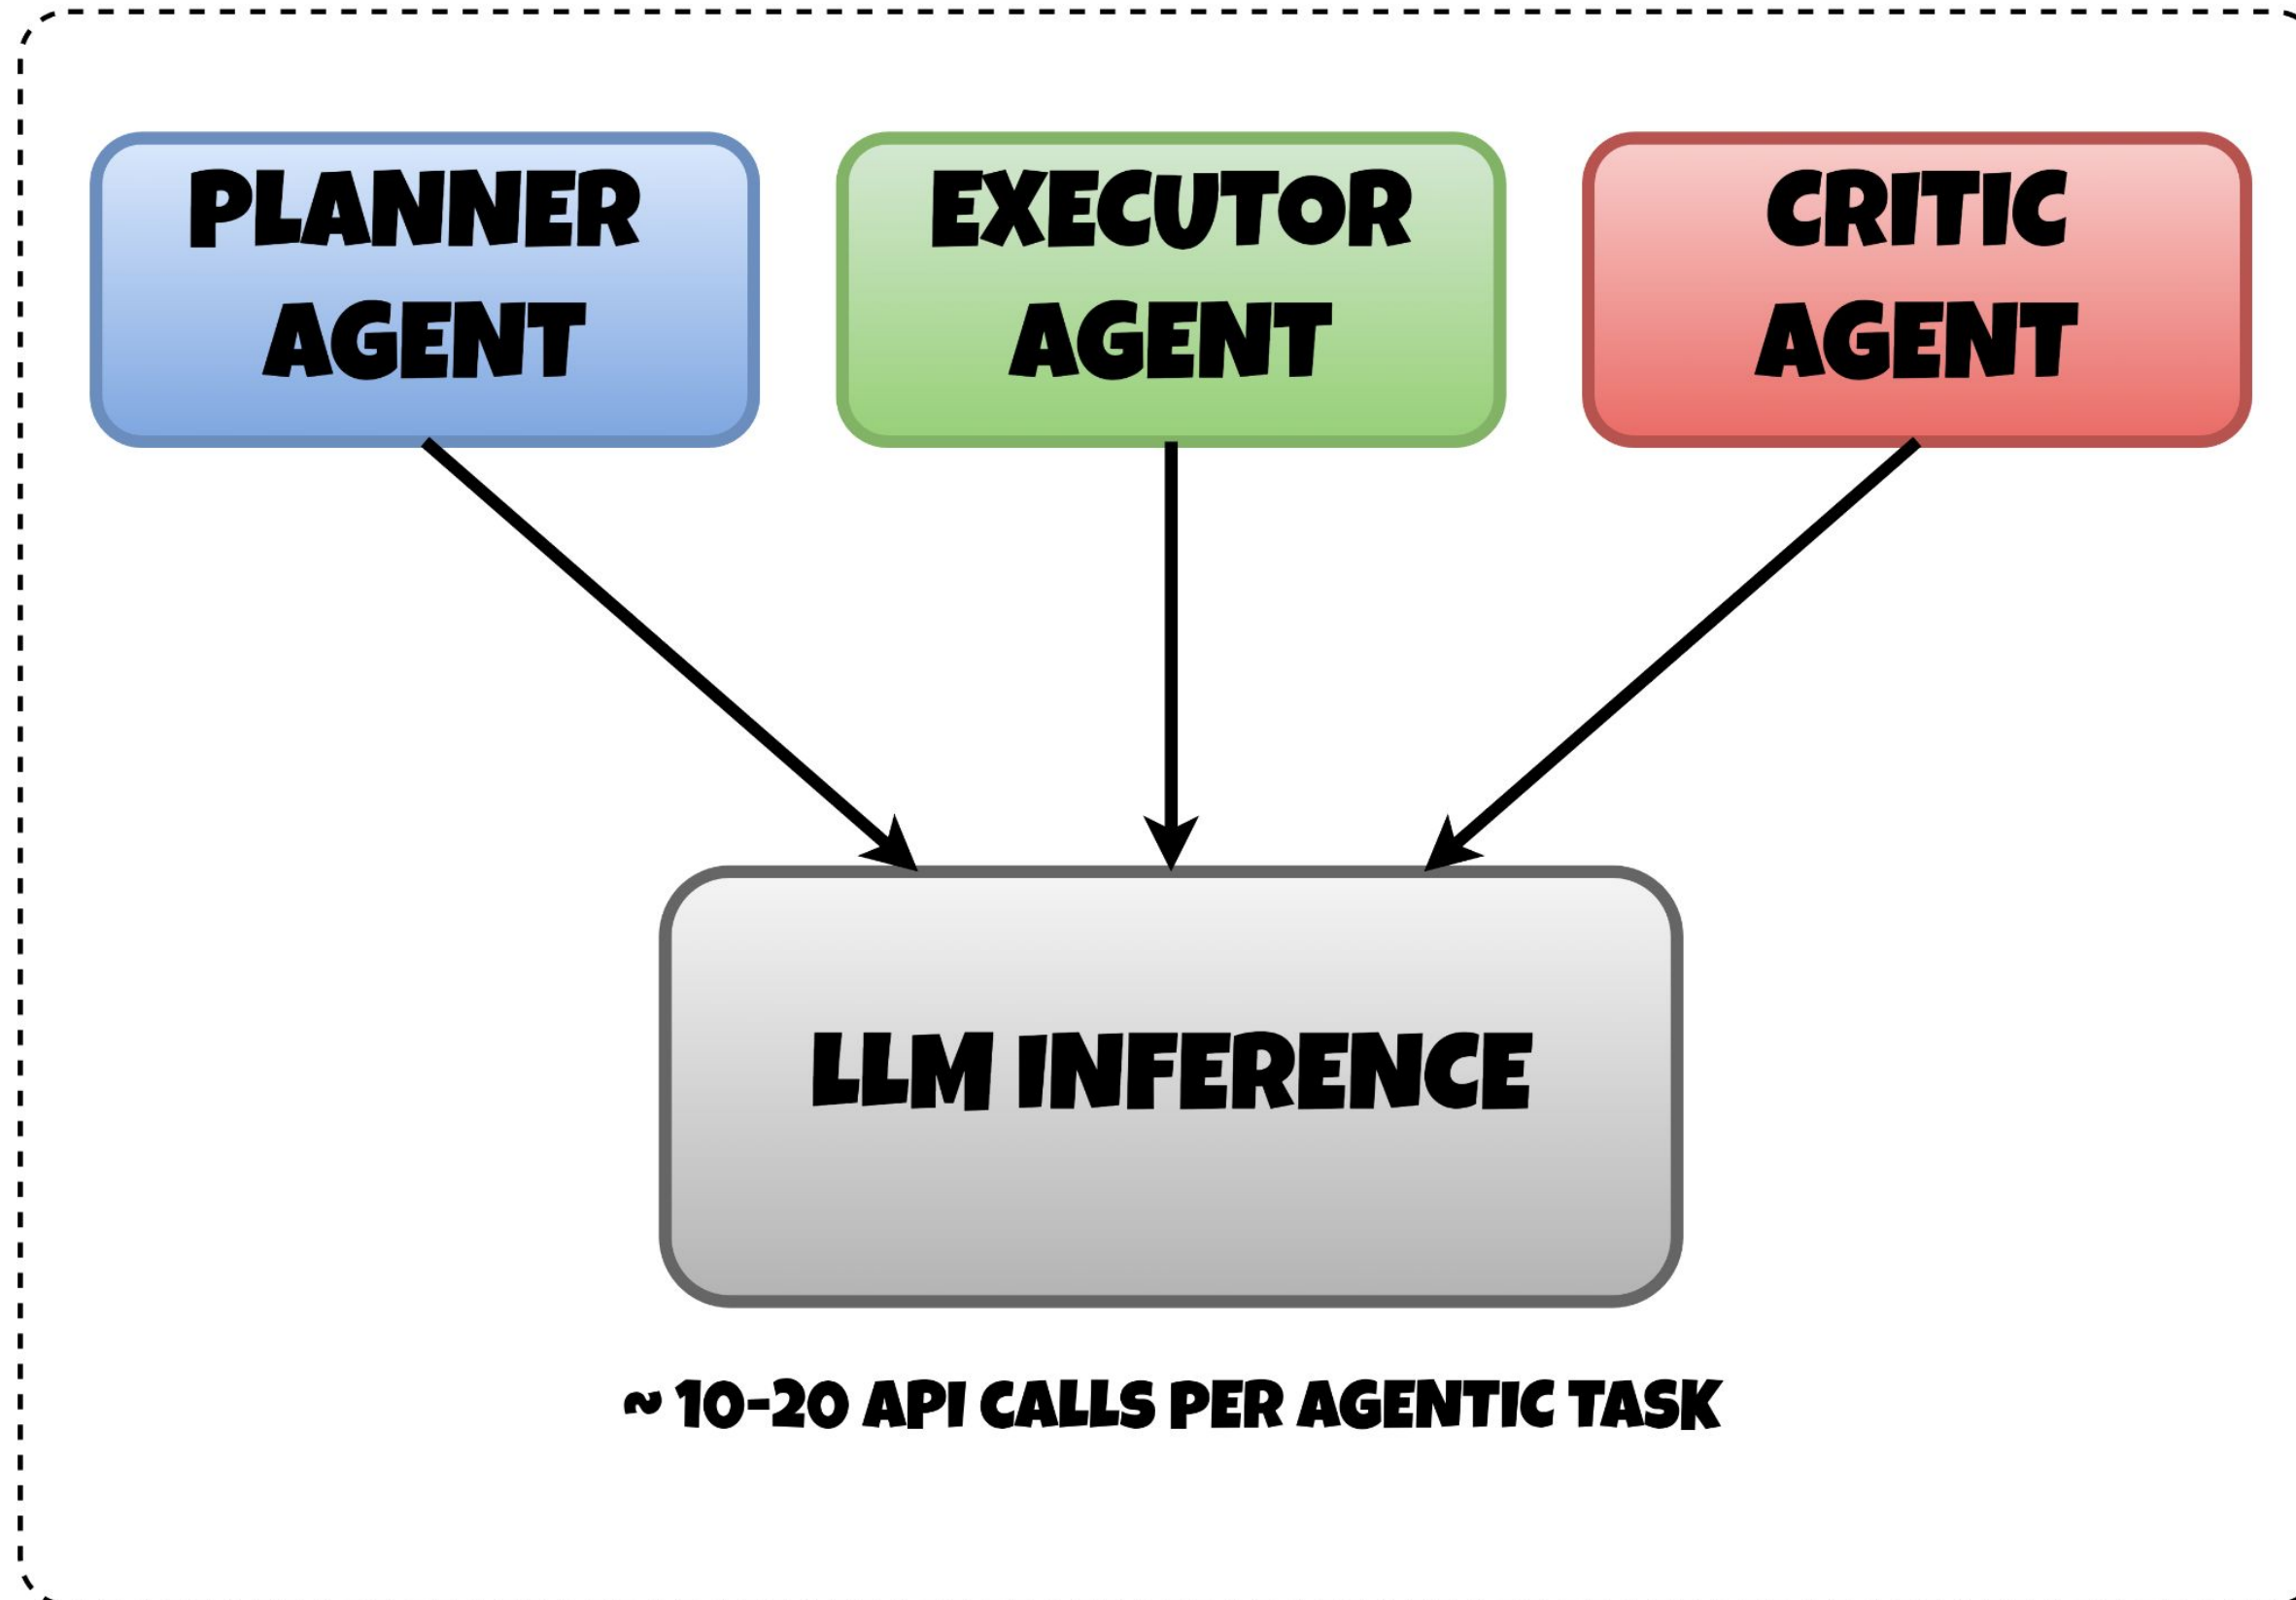 PLANNER
AGENT
EXECUTOR
AGENT
CRITIC
AGENT
LLM INFERENCE
~ 10-20 API CALLS PER AGENTIC TASK